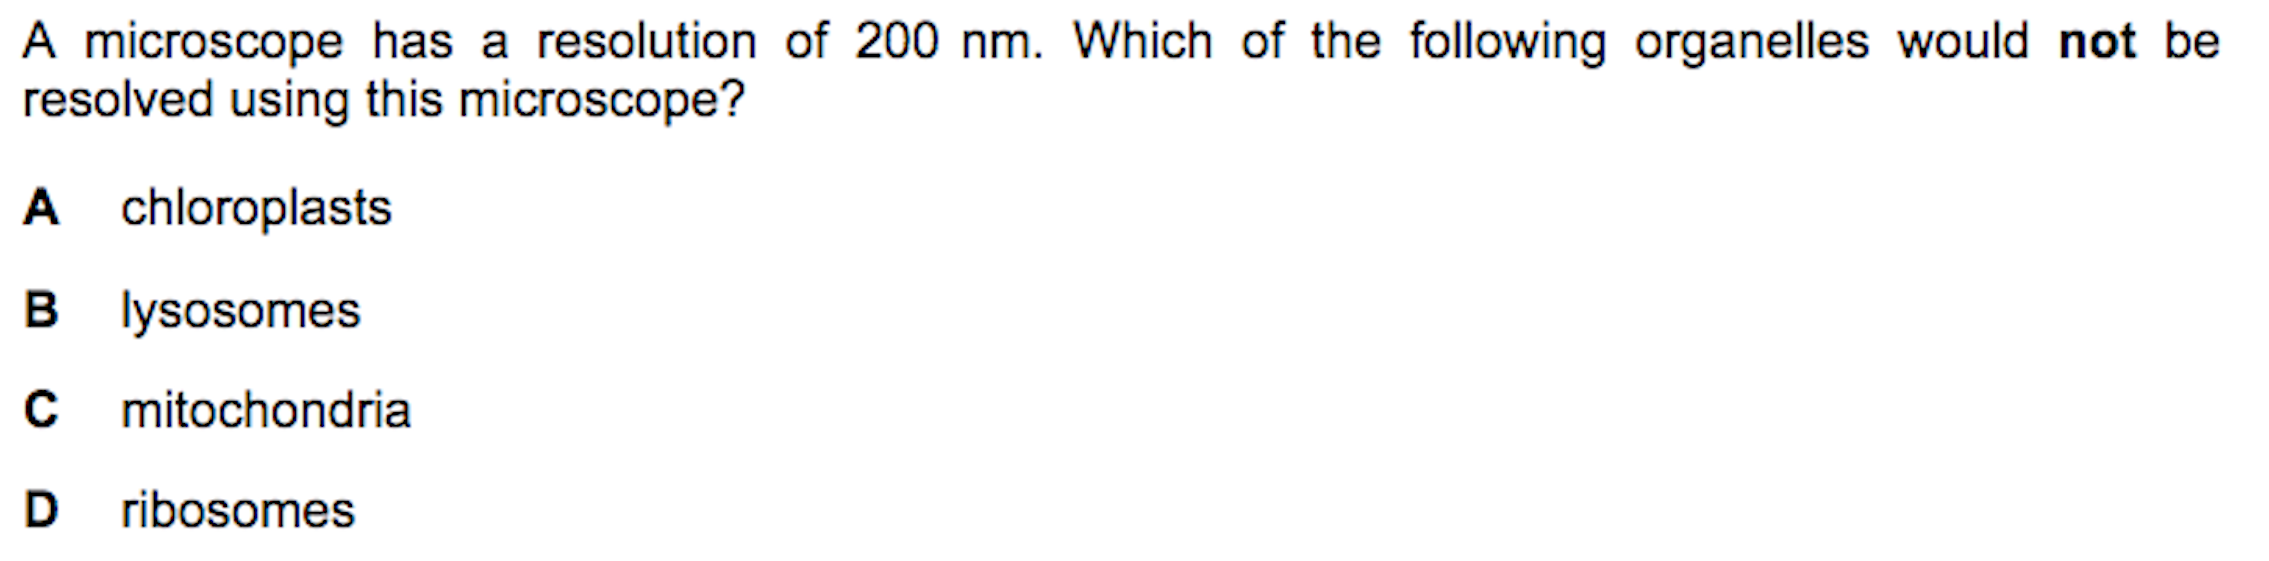 A microscope has a resolution of 200 nm. Which of the following organelles would not be
resolved using this microscope?
A chloroplasts
B lysosomes
C mitochondria
D ribosomes